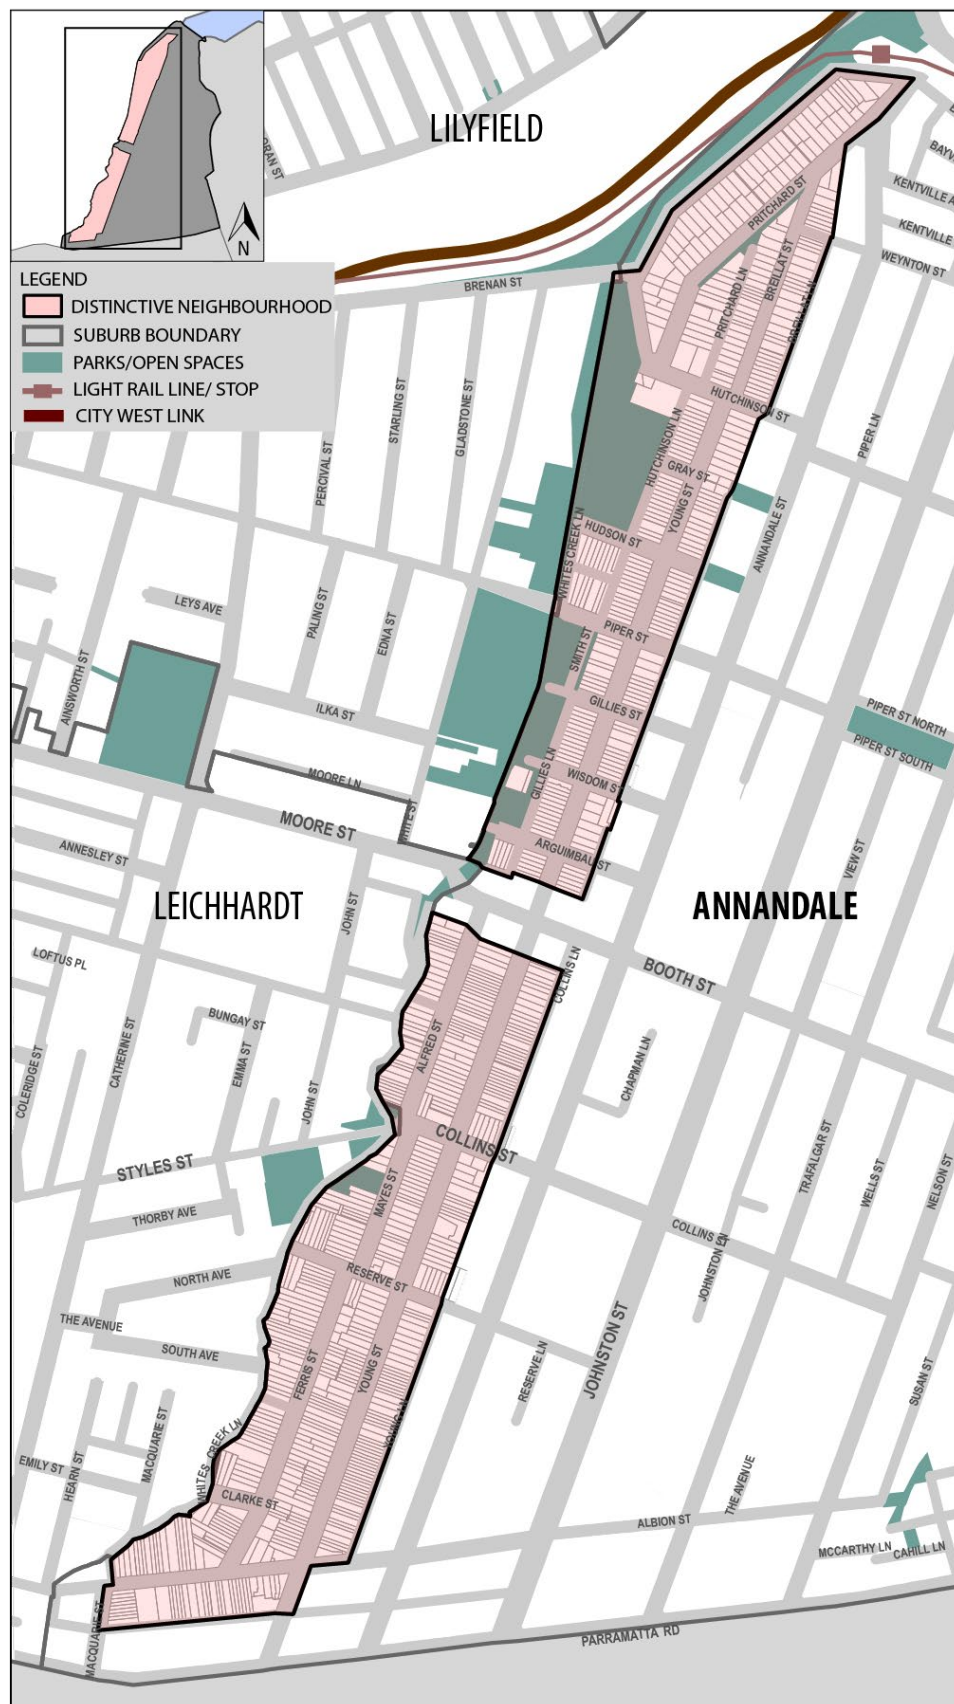 N
LEGEND
DISTINCTIVE NEIGHBOURHOOD
SUBURB BOUNDARY
PARKS/OPEN SPACES
LIGHT RAIL LINE/ STOP
CITY WEST LINK
LILYFIELD
KENTVILLE
WEYNTON ST
PRITCHARD ST
BRENAN ST
PRITCHARD LN
BREILLAT ST
STARLING ST
GLADSTONE ST
PERCIVAL ST
HUTCHINSON ST
HUTCHINSON LN
PIPER LN
GRAY ST
YOUNG ST
HUDSON ST
WHITES CREEK LN
ANNANDALE ST
LEYS AVE
PALING ST
EDNA ST
PIPER ST
SMITH ST
AINSWORTH ST
ILKA ST
GILLIES ST
PIPER ST NORTH
PIPER ST SOUTH
MOORE LN
GILLIES LN
WISDOM ST
MOORE ST
ANNESLEY ST
ARGUIMBAU ST
VIEW ST
LEICHHARDT
ANNANDALE
JOHN ST
LOFTUS PL
COLLINS LN
BOOTH ST
BUNGAY ST
ALFRED ST
COLERIDGE ST
CATHERINE ST
EMMA ST
JOHN ST
CHAPMAN LN
COLLINS ST
STYLES ST
MAYES ST
TRAFALGAR ST
WELLS ST
NELSON ST
THORBY AVE
COLLINS
JOHNSTON LN
NORTH AVE
RESERVE ST
THE AVENUE
SOUTH AVE
FERRIS ST
YOUNG ST
RESERVE LN
JOHNSTON ST
SUSAN ST
EMILY ST
HEARN ST
MACQUARIE ST
WHITES CREEK LN
YOUNG LN
CLARKE ST
THE AVENUE
ALBION ST
MCCARTHY LN
CAHILL LN
MACQUARIE ST
PARRAMATTA RD